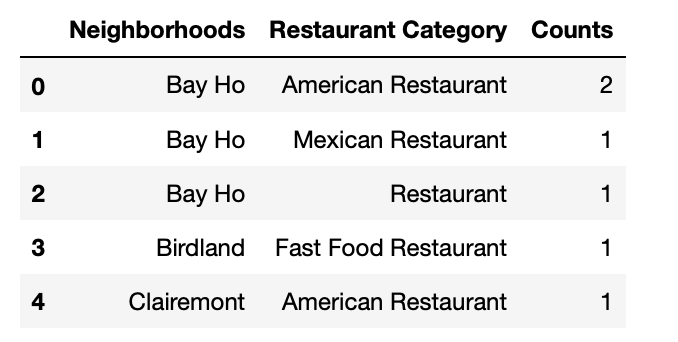 Neighborhoods Restaurant Category Counts
0 Bay Ho American Restaurant 2
1 Bay Ho Mexican Restaurant 1
2 Bay Ho Restaurant 1
3 Birdland Fast Food Restaurant 1
4 Clairemont American Restaurant 1